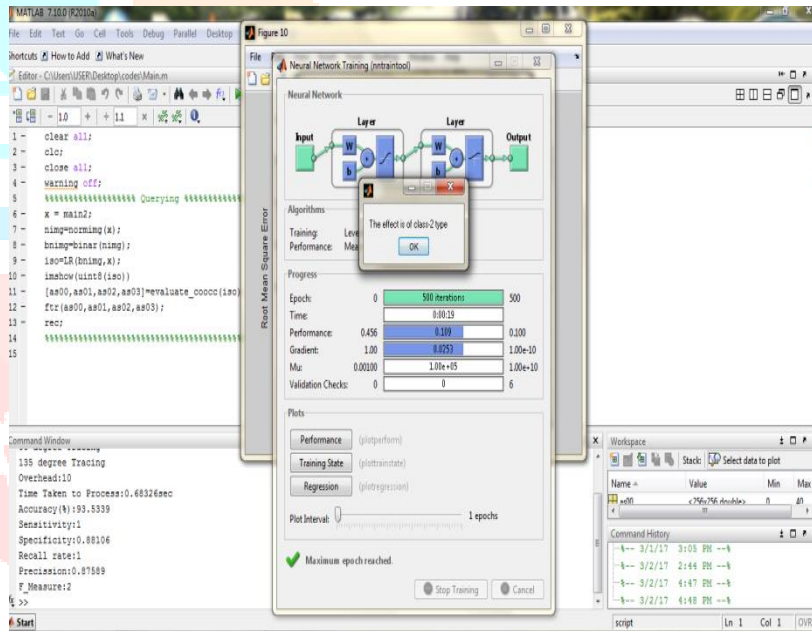 MATLAB 7.10.0 (R2010a)
File Edit Text Go Cell Tools Debug Parallel Desktop
Shortcuts How to Add What's New
Editor - C:\Users\USER\Desktop\codes\Main.m
- 1.0 + ÷ 1.1 ×
1 - clear all;
2 - clc;
3 - close all;
4 - warning off;
5 %%%%%%%%%%%%%%%%%%% Querying %%%%%%%%%%%%
6 - x = main2;
7 - nimg=normimg(x);
8 - bnimg=binar(nimg);
9 - iso=LR(bnimg,x);
10 - imshow(uint8(iso))
11 - [as00,as01,as02,as03]=evaluate_coocc(iso)
12 - ftr(as00,as01,as02,as03);
13 - rec;
14 %%%%%%%%%%%%%%%%%%%%%%%%%%%%%%%%%%%%%%%%
15
Figure 10
File
Root Mean Square Error
Neural Network Training (nntraintool)
Neural Network
Input Layer Layer Output
W W
b b
The effect is of class-2 type
OK
Algorithms
Training: Leve
Performance: Mea
Progress
Epoch: 0 500 iterations 500
Time: 0:00:19
Performance: 0.456 0.109 0.100
Gradient: 1.00 0.0253 1.00e-10
Mu: 0.00100 1.00e+05 1.00e+10
Validation Checks: 0 0 6
Plots
Performance (plotperform)
Training State (plottrainstate)
Regression (plotregression)
Plot Interval: 1 epochs
Maximum epoch reached.
Stop Training Cancel
Command Window
135 degree Tracing
Overhead:10
Time Taken to Process:0.68326sec
Accuracy(%):93.5339
Sensitivity:1
Specificity:0.88106
Recall rate:1
Precission:0.87589
F_Measure:2
fx >>
Workspace
Stack: Select data to plot
Name Value Min Max
as00 <256x256 double> 0 40
Command History
%-- 3/1/17 3:05 PM --%
%-- 3/2/17 2:44 PM --%
%-- 3/2/17 4:47 PM --%
%-- 3/2/17 4:48 PM --%
Start
script Ln 1 Col 1 OVR